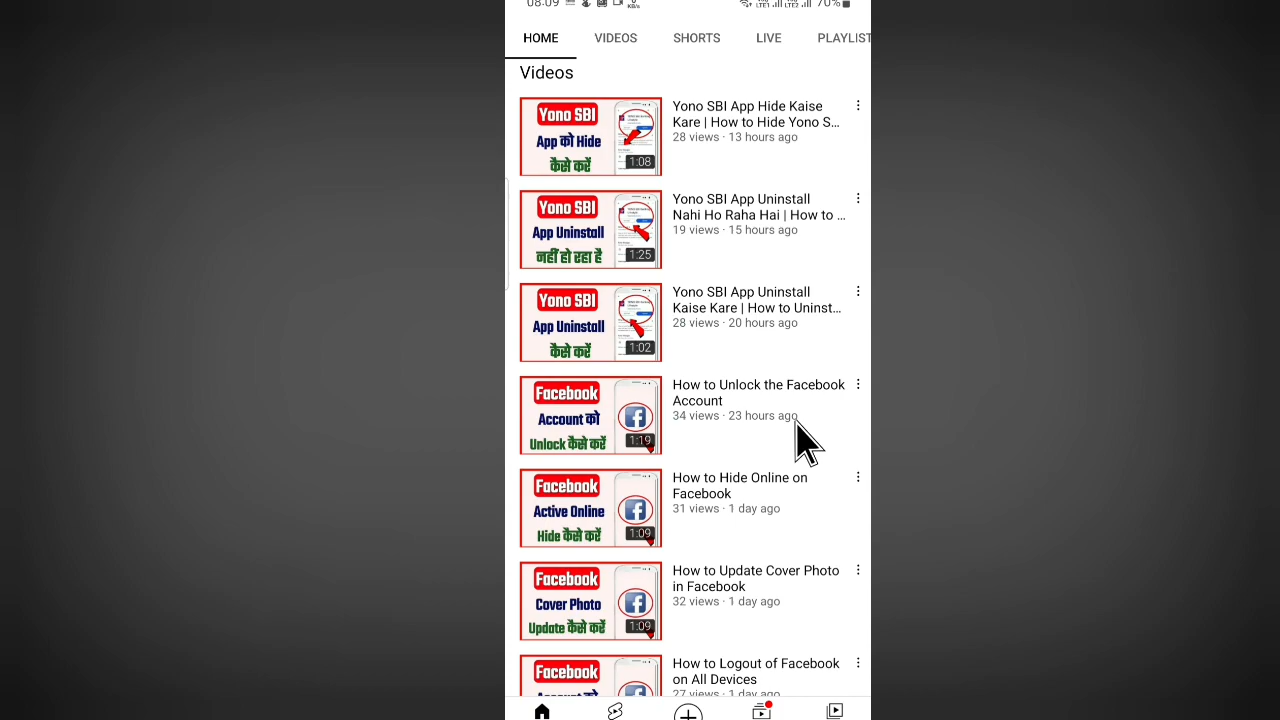 08:09
70%
HOME VIDEOS SHORTS LIVE PLAYLIST
Videos
Yono SBI
App को Hide
कैसे करें
1:08
Yono SBI App Hide Kaise
Kare | How to Hide Yono S...
28 views · 13 hours ago
Yono SBI
App Uninstall
नहीं हो रहा है
1:25
Yono SBI App Uninstall
Nahi Ho Raha Hai | How to ...
19 views · 15 hours ago
Yono SBI
App Uninstall
कैसे करें
1:02
Yono SBI App Uninstall
Kaise Kare | How to Uninst...
28 views · 20 hours ago
Facebook
Account को
Unlock कैसे करें
1:19
How to Unlock the Facebook
Account
34 views · 23 hours ago
Facebook
Active Online
Hide कैसे करें
1:09
How to Hide Online on
Facebook
31 views · 1 day ago
Facebook
Cover Photo
Update कैसे करें
1:09
How to Update Cover Photo
in Facebook
32 views · 1 day ago
Facebook
Account को
How to Logout of Facebook
on All Devices
27 views · 1 day ago